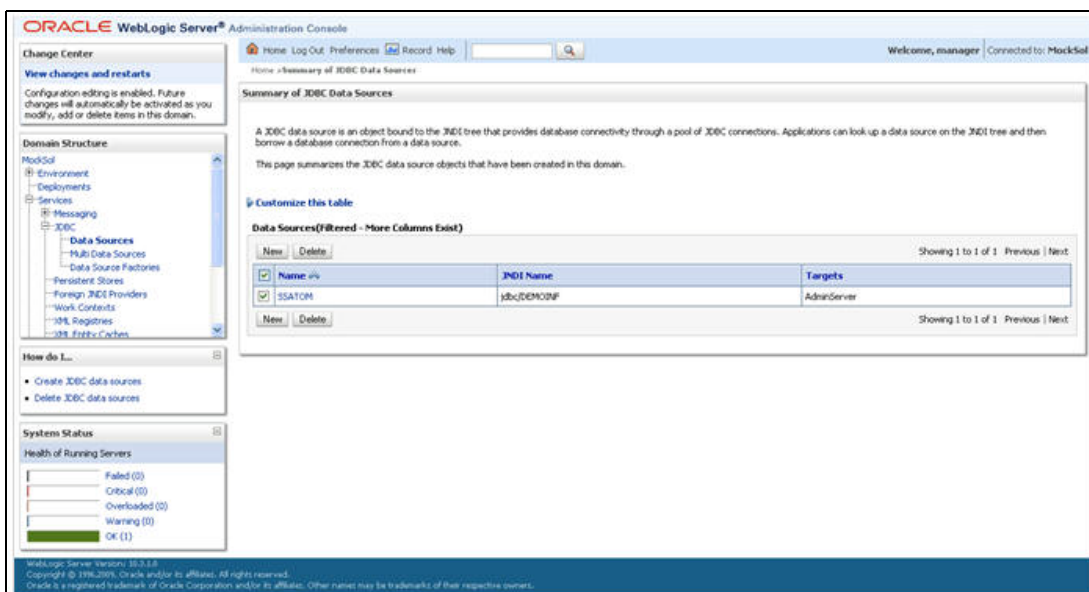 ORACLE WebLogic Server® Administration Console
Change Center
View changes and restarts
Configuration editing is enabled. Future
changes will automatically be activated as you
modify, add or delete items in this domain.
Domain Structure
MockSol
Environment
Deployments
Services
Messaging
JDBC
Data Sources
Multi Data Sources
Data Source Factories
Persistent Stores
Foreign JNDI Providers
Work Contexts
XML Registries
XML Entity Caches
How do I...
Create JDBC data sources
Delete JDBC data sources
System Status
Health of Running Servers
Failed (0)
Critical (0)
Overloaded (0)
Warning (0)
OK (1)
Home Log Out Preferences Record Help
Welcome, manager Connected to: MockSol
Home >Summary of JDBC Data Sources
Summary of JDBC Data Sources
A JDBC data source is an object bound to the JNDI tree that provides database connectivity through a pool of JDBC connections. Applications can look up a data source on the JNDI tree and then
borrow a database connection from a data source.
This page summarizes the JDBC data source objects that have been created in this domain.
Customize this table
Data Sources(Filtered - More Columns Exist)
New Delete Showing 1 to 1 of 1 Previous | Next
Name JNDI Name Targets
SSATOM jdbc/DEMOINF AdminServer
New Delete Showing 1 to 1 of 1 Previous | Next
WebLogic Server Version: 10.3.1.0
Copyright © 1996,2009, Oracle and/or its affiliates. All rights reserved.
Oracle is a registered trademark of Oracle Corporation and/or its affiliates. Other names may be trademarks of their respective owners.